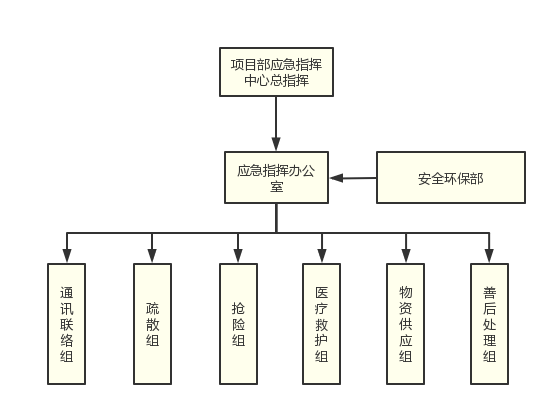 项目部应急指挥
中心总指挥
应急指挥办公
室
安全环保部
通讯联络组
疏散组
抢险组
医疗救护组
物资供应组
善后处理组